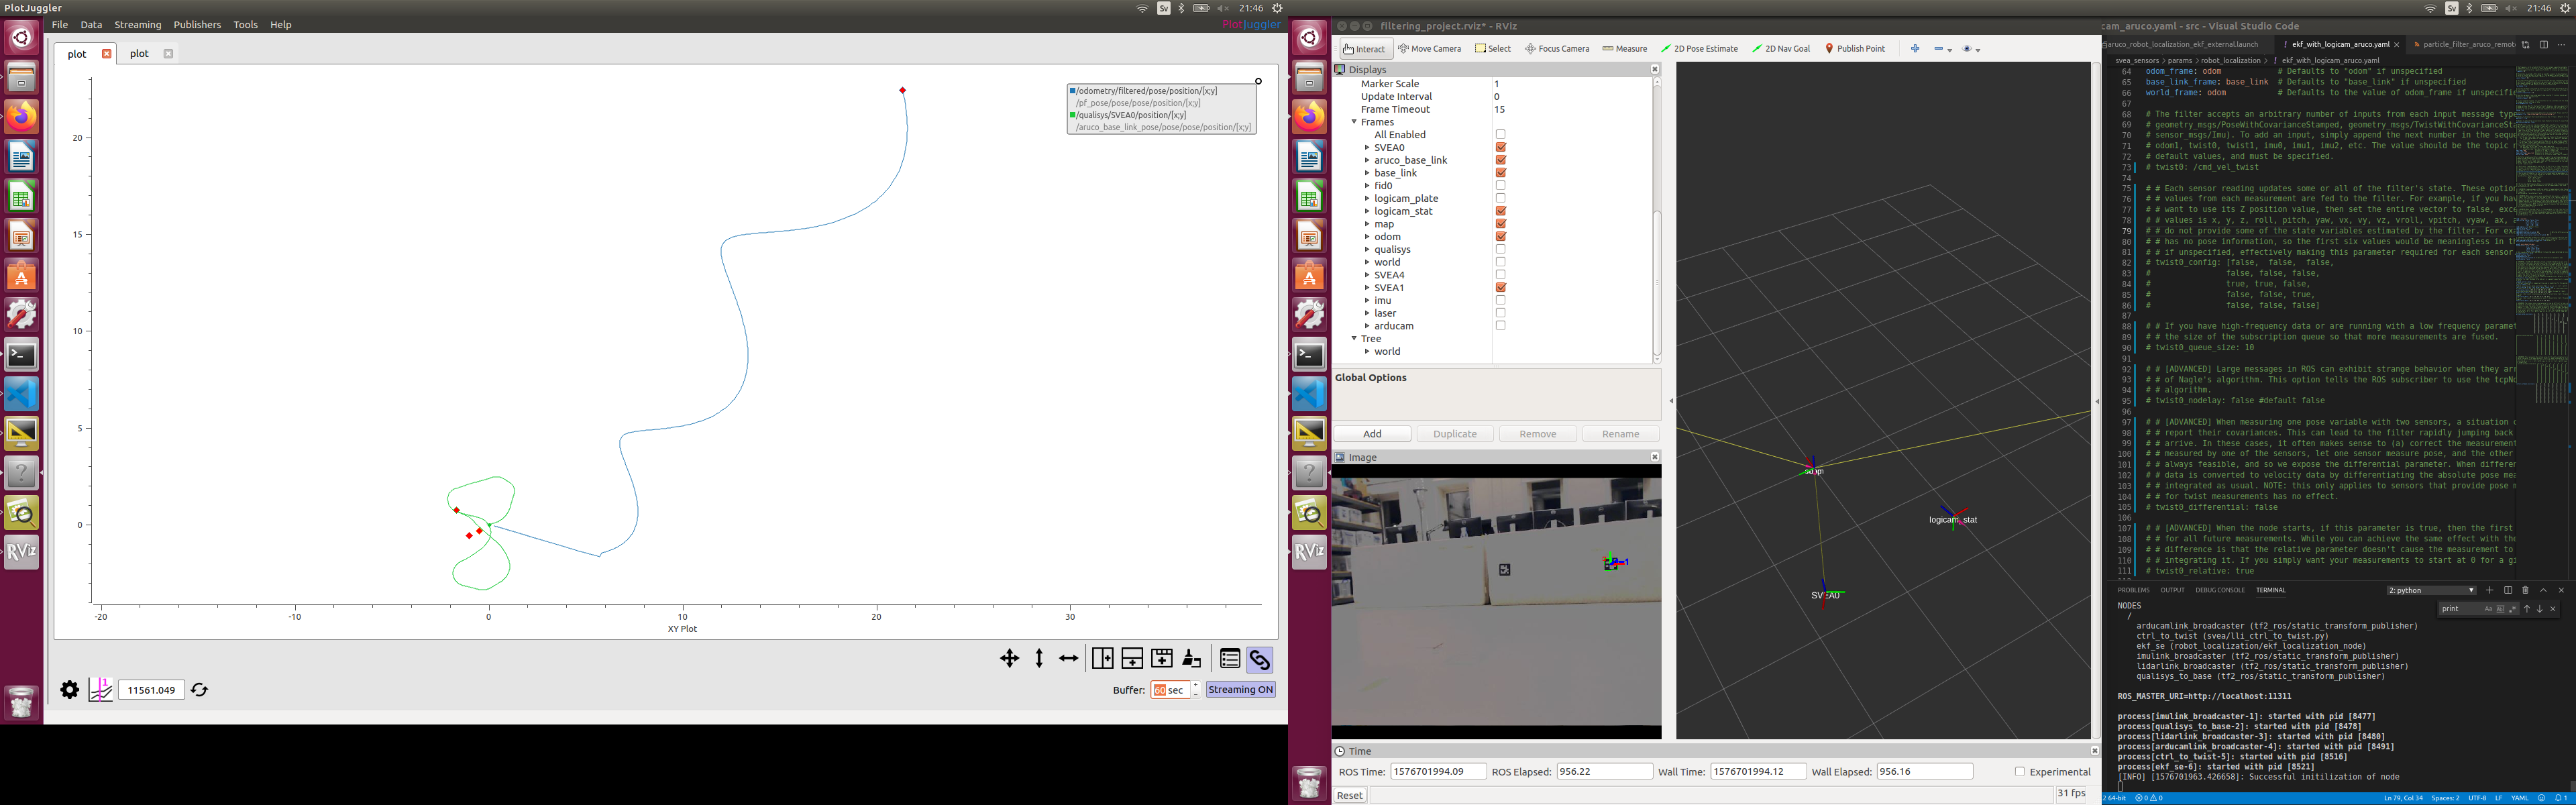 PlotJuggler
Sv
21:46
File Data Streaming Publishers Tools Help
PlotJuggler
plot
plot
/odometry/filtered/pose/position/[x;y]
/pf_pose/pose/pose/position/[x;y]
/qualisys/SVEA0/position/[x;y]
/aruco_base_link_pose/pose/pose/position/[x;y]
20
15
10
5
0
-20 -10 0 10 20 30
XY Plot
11561.049
Buffer: 60 sec Streaming ON
Sv
21:46
filtering_project.rviz* - RViz
Interact Move Camera Select Focus Camera Measure 2D Pose Estimate 2D Nav Goal Publish Point
Displays
Marker Scale 1
Update Interval 0
Frame Timeout 15
Frames
All Enabled
SVEA0
aruco_base_link
base_link
fid0
logicam_plate
logicam_stat
map
odom
qualisys
world
SVEA4
SVEA1
imu
laser
arducam
Tree
world
Global Options
Add Duplicate Remove Rename
Image
logicam_stat
SVEA0
Time
ROS Time: 1576701994.09 ROS Elapsed: 956.22 Wall Time: 1576701994.12 Wall Elapsed: 956.16 Experimental
Reset
31 fps
cam_aruco.yaml - src - Visual Studio Code
aruco_robot_localization_ekf_external.launch ekf_with_logicam_aruco.yaml particle_filter_aruco_remot
svea_sensors > params > robot_localization > ekf_with_logicam_aruco.yaml
64 odom_frame: odom # Defaults to "odom" if unspecified
65 base_link_frame: base_link # Defaults to "base_link" if unspecified
66 world_frame: odom # Defaults to the value of odom_frame if unspecifi
67
68 # The filter accepts an arbitrary number of inputs from each input message typ
69 # geometry_msgs/PoseWithCovarianceStamped, geometry_msgs/TwistWithCovarianceSta
70 # sensor_msgs/Imu). To add an input, simply append the next number in the sequ
71 # odom1, twist0, twist1, imu0, imu1, imu2, etc. The value should be the topic
72 # default values, and must be specified.
73 # twist0: /cmd_vel_twist
74
75 # # Each sensor reading updates some or all of the filter's state. These optio
76 # # values from each measurement are fed to the filter. For example, if you hav
77 # # want to use its Z position value, then set the entire vector to false, exce
78 # # values is x, y, z, roll, pitch, yaw, vx, vy, vz, vroll, vpitch, vyaw, ax,
79 # # do not provide some of the state variables estimated by the filter. For exa
80 # # has no pose information, so the first six values would be meaningless in th
81 # # if unspecified, effectively making this parameter required for each sensor
82 # twist0_config: [false, false, false,
83 # false, false, false,
84 # true, true, false,
85 # false, false, true,
86 # false, false, false]
87
88 # # If you have high-frequency data or are running with a low frequency paramet
89 # # the size of the subscription queue so that more measurements are fused.
90 # twist0_queue_size: 10
91
92 # # [ADVANCED] Large messages in ROS can exhibit strange behavior when they arr
93 # # of Nagle's algorithm. This option tells the ROS subscriber to use the tcpNo
94 # # algorithm.
95 # twist0_nodelay: false #default false
96
97 # # [ADVANCED] When measuring one pose variable with two sensors, a situation c
98 # # report their covariances. This can lead to the filter rapidly jumping back
99 # # arrive. In these cases, it often makes sense to (a) correct the measurement
100 # # measured by one of the sensors, let one sensor measure pose, and the other
101 # # always feasible, and so we expose the differential parameter. When differen
102 # # data is converted to velocity data by differentiating the absolute pose mea
103 # # integrated as usual. NOTE: this only applies to sensors that provide pose m
104 # # for twist measurements has no effect.
105 # twist0_differential: false
106
107 # # [ADVANCED] When the node starts, if this parameter is true, then the first
108 # # for all future measurements. While you can achieve the same effect with the
109 # # difference is that the relative parameter doesn't cause the measurement to
110 # # integrating it. If you simply want your measurements to start at 0 for a gi
111 # twist0_relative: true
PROBLEMS OUTPUT DEBUG CONSOLE TERMINAL 2: python
print
NODES
/
arducamlink_broadcaster (tf2_ros/static_transform_publisher)
ctrl_to_twist (svea/lli_ctrl_to_twist.py)
ekf_se (robot_localization/ekf_localization_node)
imulink_broadcaster (tf2_ros/static_transform_publisher)
lidarlink_broadcaster (tf2_ros/static_transform_publisher)
qualisys_to_base (tf2_ros/static_transform_publisher)
ROS_MASTER_URI=http://localhost:11311
process[imulink_broadcaster-1]: started with pid [8477]
process[qualisys_to_base-2]: started with pid [8478]
process[lidarlink_broadcaster-3]: started with pid [8480]
process[arducamlink_broadcaster-4]: started with pid [8491]
process[ctrl_to_twist-5]: started with pid [8516]
process[ekf_se-6]: started with pid [8521]
[INFO] [1576701963.426658]: Successful initilization of node
2 64-bit 0 0 Ln 79, Col 34 Spaces: 2 UTF-8 LF YAML 1